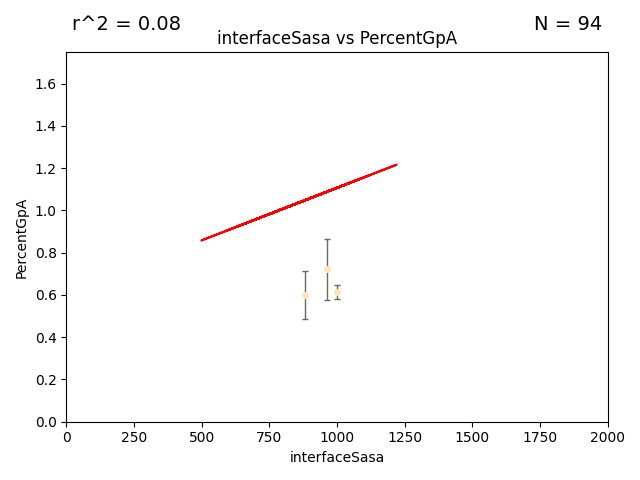 r^2 = 0.08
N = 94
interfaceSasa vs PercentGpA
PercentGpA
1.6
1.4
1.2
1.0
0.8
0.6
0.4
0.2
0.0
0 250 500 750 1000 1250 1500 1750 2000
interfaceSasa